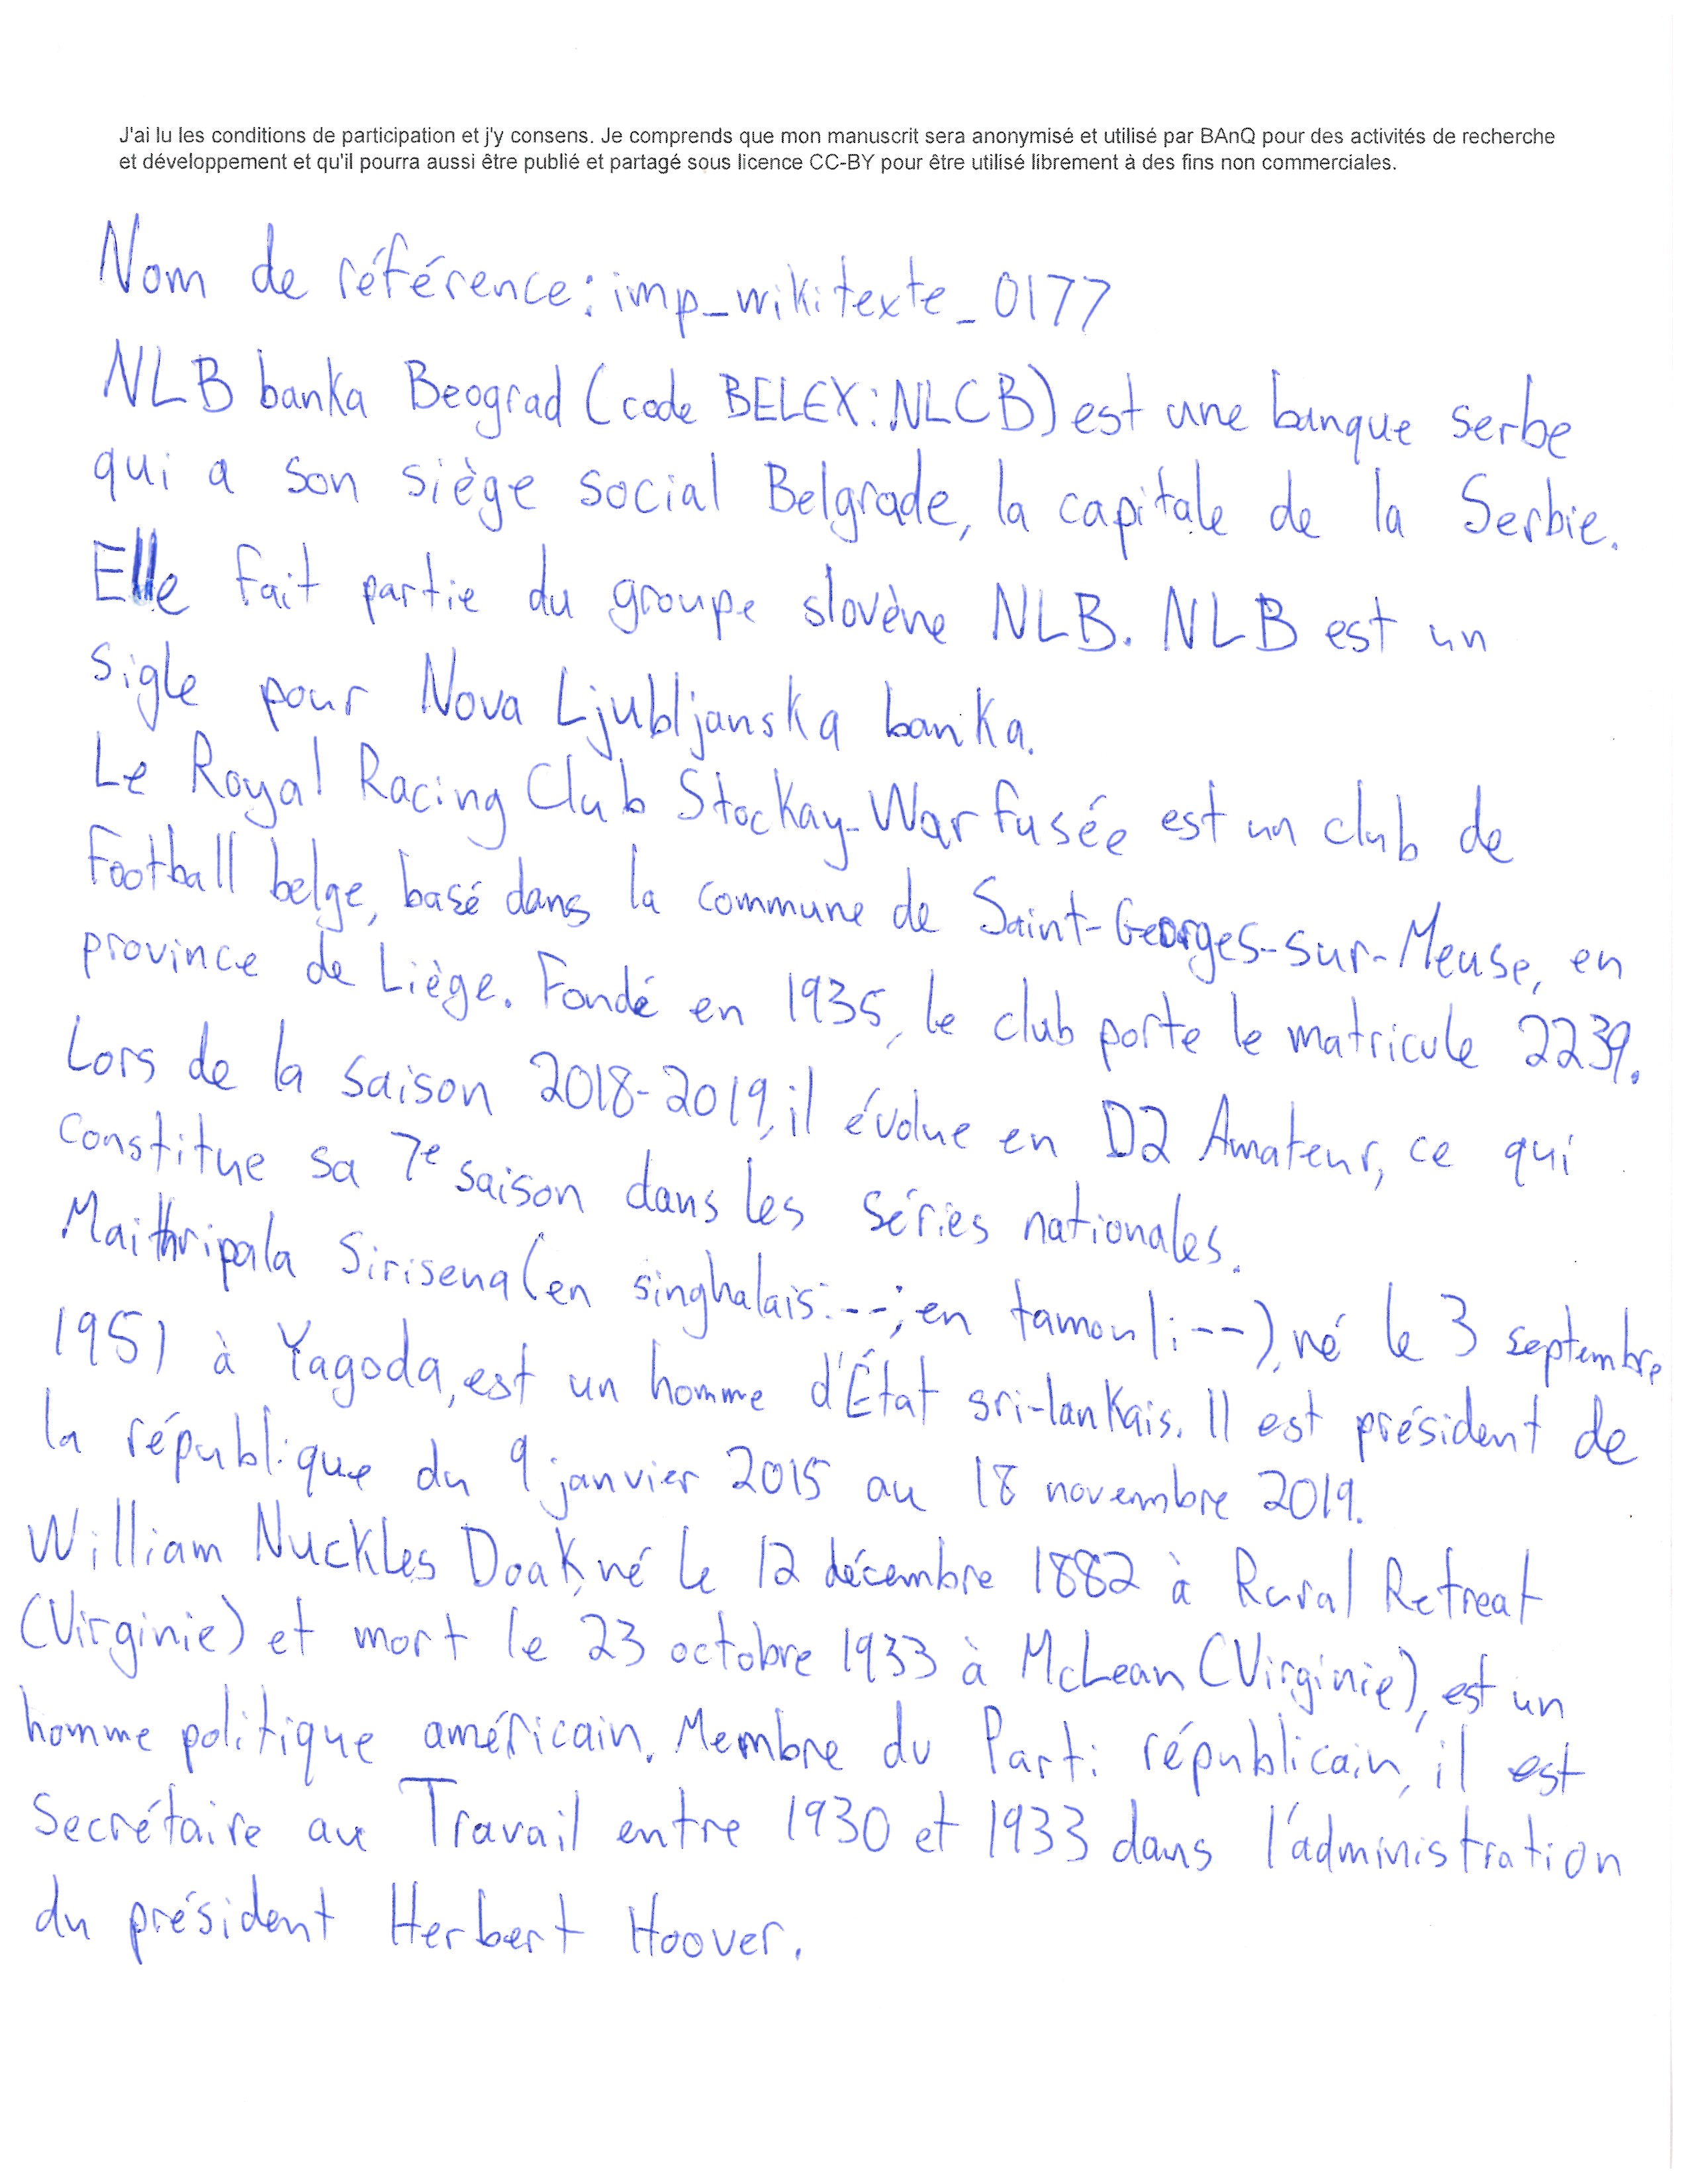 J'ai lu les conditions de participation et j'y consens. Je comprends que mon manuscrit sera anonymisé et utilisé par BAnQ pour des activités de recherche
et développement et qu'il pourra aussi être publié et partagé sous licence CC-BY pour être utilisé librement à des fins non commerciales.
Nom de référence: imp_wikitexte_0177
NLB banka Beograd (code BELEX: NLCB) est une banque serbe
qui a son siège social Belgrade, la capitale de la Serbie.
Elle fait partie du groupe slovène NLB. NLB est un
sigle pour Nova Ljubljanska banka.
Le Royal Racing Club Stockay-Warfusée est un club de
Football belge, basé dans la commune de Saint-Georges-sur-Meuse, en
province de Liège. Fondé en 1935, le club porte le matricule 2239.
Lors de la saison 2018-2019, il évolue en D2 Amateur, ce qui
constitue sa 7e saison dans les séries nationales.
Maithripala Sirisena (en singhalais: --; en tamoul: --), né le 3 septembre
1951 à Yagoda, est un homme d'État sri-lankais. Il est président de
la république du 9 janvier 2015 au 18 novembre 2019.
William Nuckles Doak, né le 12 décembre 1882 à Rural Retreat
(Virginie) et mort le 23 octobre 1933 à McLean (Virginie), est un
homme politique américain. Membre du Parti républicain, il est
Secrétaire au Travail entre 1930 et 1933 dans l'administration
du président Herbert Hoover.